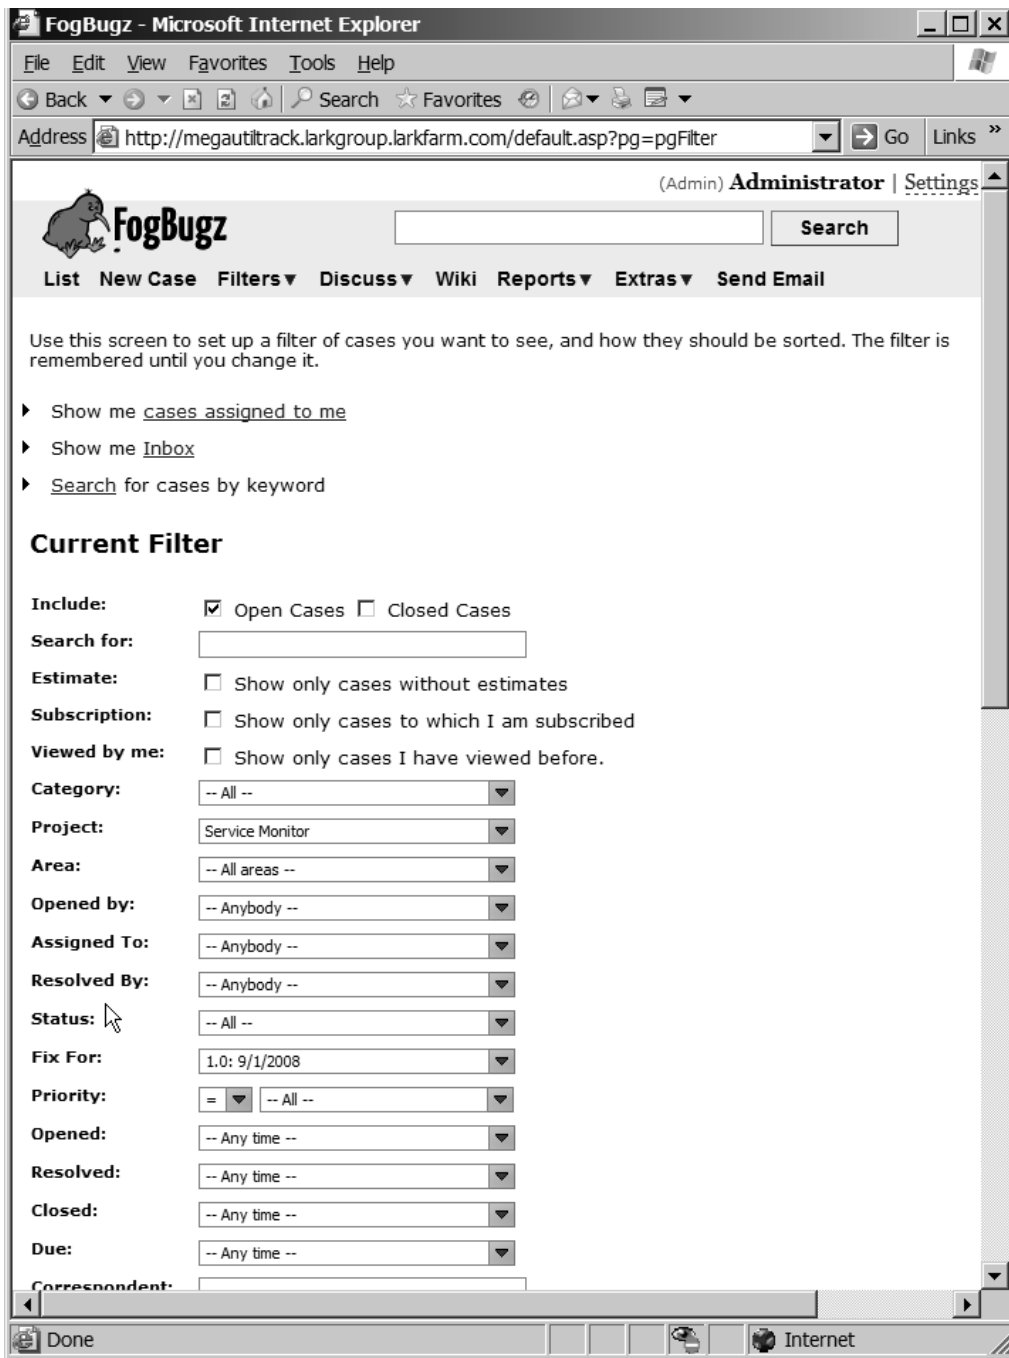 FogBugz - Microsoft Internet Explorer
File Edit View Favorites Tools Help
Back Search Favorites
Address http://megautiltrack.larkgroup.larkfarm.com/default.asp?pg=pgFilter Go Links »
(Admin) Administrator | Settings
FogBugz Search
List New Case Filters▼ Discuss▼ Wiki Reports▼ Extras▼ Send Email
Use this screen to set up a filter of cases you want to see, and how they should be sorted. The filter is
remembered until you change it.
Show me cases assigned to me
Show me Inbox
Search for cases by keyword
Current Filter
Include: Open Cases Closed Cases
Search for:
Estimate: Show only cases without estimates
Subscription: Show only cases to which I am subscribed
Viewed by me: Show only cases I have viewed before.
Category: -- All --
Project: Service Monitor
Area: -- All areas --
Opened by: -- Anybody --
Assigned To: -- Anybody --
Resolved By: -- Anybody --
Status: -- All --
Fix For: 1.0: 9/1/2008
Priority: = -- All --
Opened: -- Any time --
Resolved: -- Any time --
Closed: -- Any time --
Due: -- Any time --
Correspondent:
Done Internet